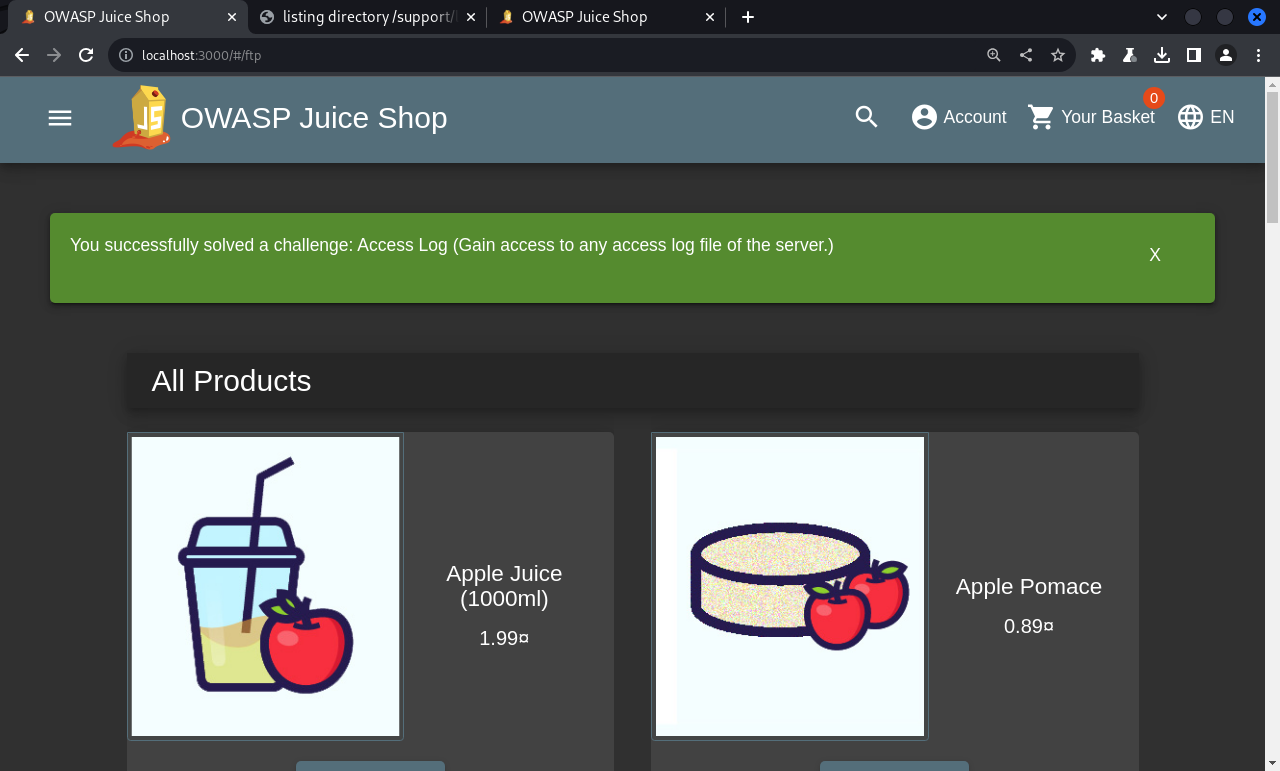 OWASP Juice Shop
listing directory /support/l
OWASP Juice Shop
localhost:3000/#/ftp
OWASP Juice Shop
Account
0
Your Basket
EN
You successfully solved a challenge: Access Log (Gain access to any access log file of the server.)
X
All Products
JS
Apple Juice
(1000ml)
1.99¤
Apple Pomace
0.89¤